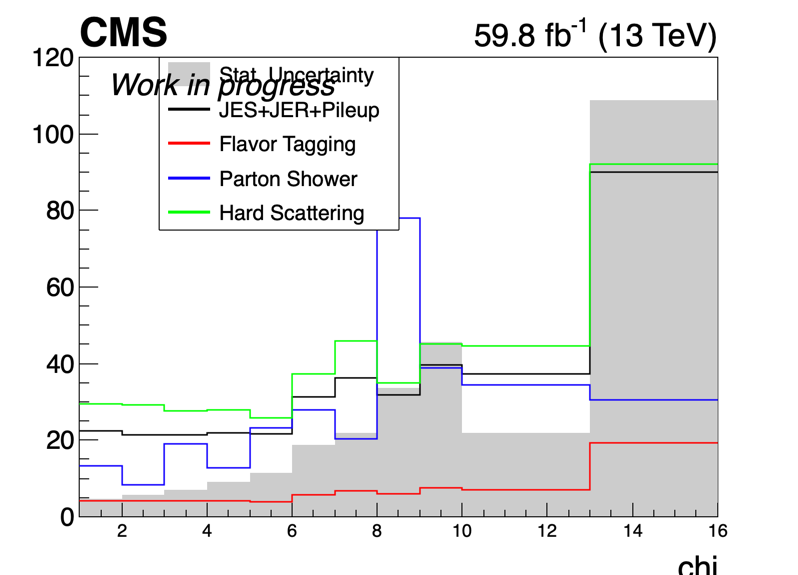 CMS
59.8 fb-1 (13 TeV)
Work in progress
Stat. Uncertainty
JES+JER+Pileup
Flavor Tagging
Parton Shower
Hard Scattering
120
100
80
60
40
20
0
2 4 6 8 10 12 14 16
chi